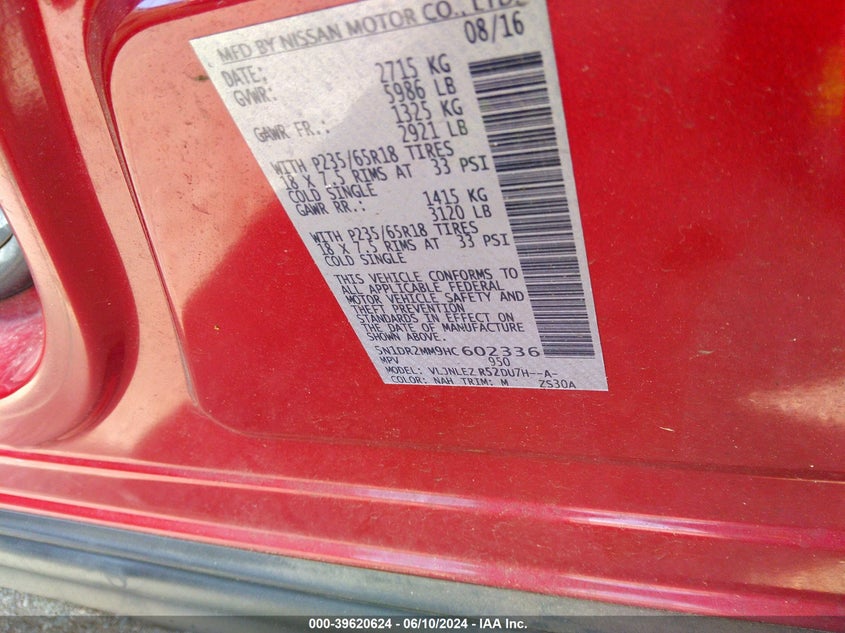 MFD BY NISSAN MOTOR CO., LTD.
DATE: 08/16
GVWR: 2715 KG
5986 LB
GAWR FR.: 1325 KG
2921 LB
WITH P235/65R18 TIRES
18 X 7.5 RIMS AT 33 PSI
COLD SINGLE
GAWR RR.: 1415 KG
3120 LB
WITH P235/65R18 TIRES
18 X 7.5 RIMS AT 33 PSI
COLD SINGLE
THIS VEHICLE CONFORMS TO
ALL APPLICABLE FEDERAL
MOTOR VEHICLE SAFETY AND
THEFT PREVENTION
STANDARDS IN EFFECT ON
THE DATE OF MANUFACTURE
SHOWN ABOVE.
5N1DR2MM9HC602336
MPV 950
MODEL: VLJNLEZ R52DU7H--A-
COLOR: NAH TRIM: M ZS30A
000-39620624 / 06/10/2024 - IAA Inc.